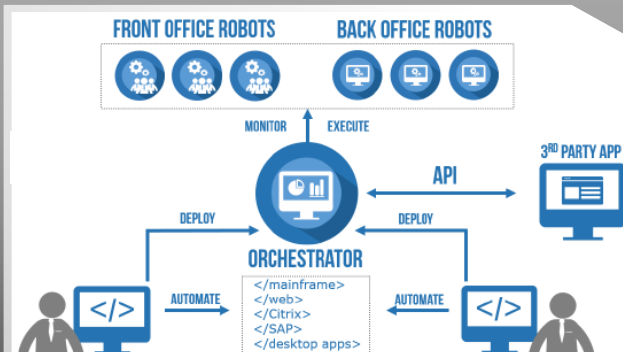 FRONT OFFICE ROBOTS
BACK OFFICE ROBOTS
MONITOR
EXECUTE
3RD PARTY APP
API
DEPLOY
DEPLOY
ORCHESTRATOR
</mainframe>
</web>
</Citrix>
</SAP>
</desktop apps>
AUTOMATE
AUTOMATE
</>
</>